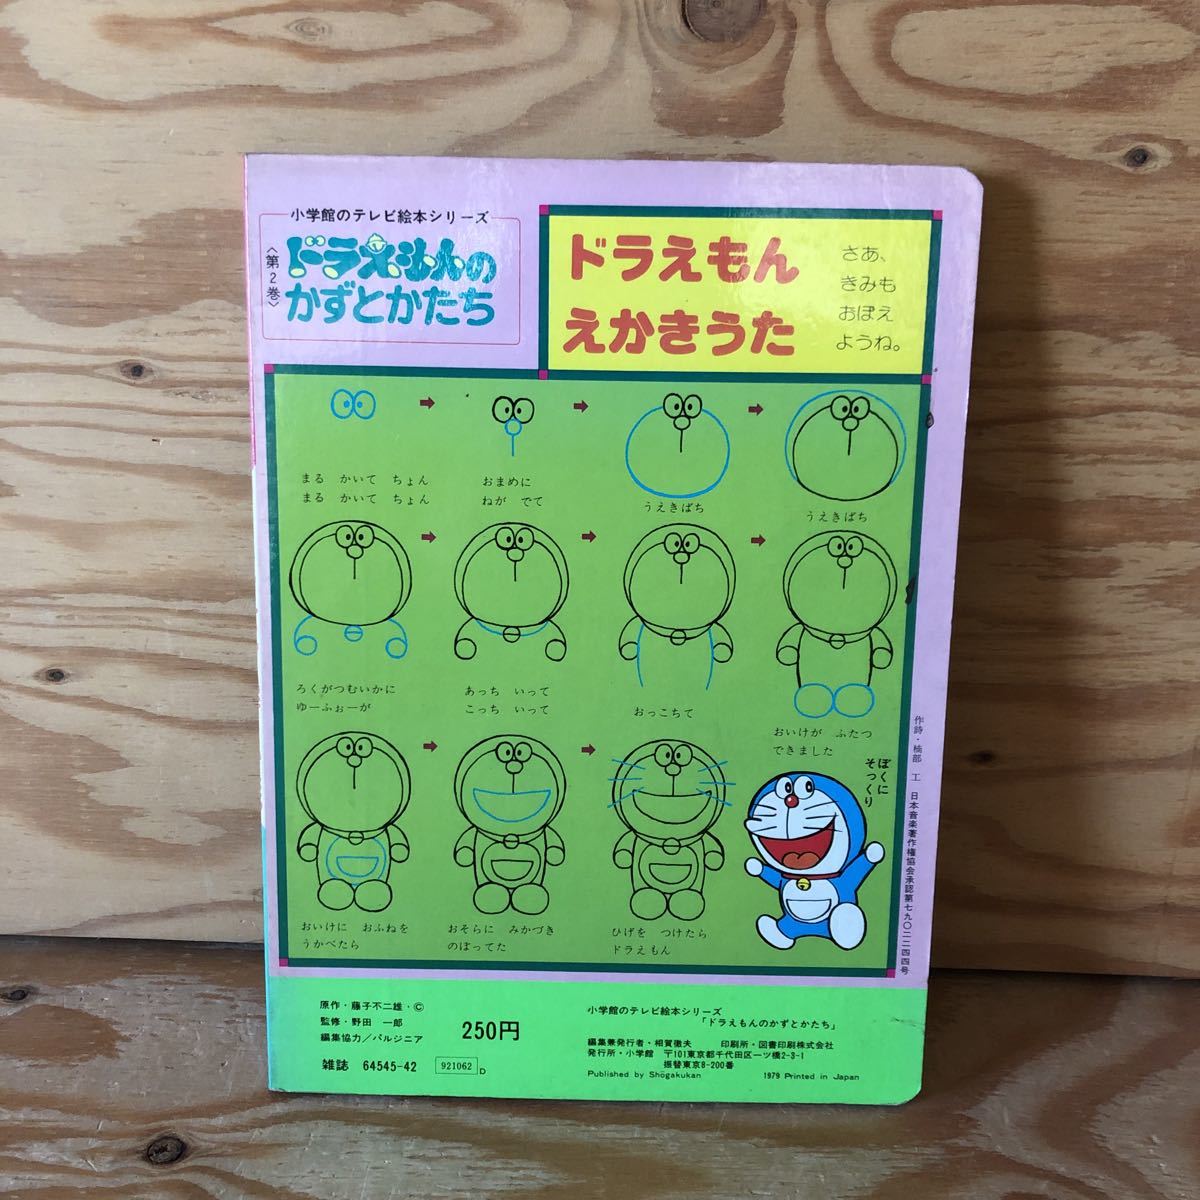 小学館のテレビ絵本シリーズ
〈第2巻〉
ドラえもんの
かずとかたち
ドラえもん
えかきうた
さあ、
きみも
おぼえ
ようね。
まる かいて ちょん
まる かいて ちょん
おまめに
ねが でて
うえきばち
うえきばち
ろくがつむいかに
ゆーふぉーが
あっち いって
こっち いって
おっこちて
おいけが ふたつ
できました
おいけに おふねを
うかべたら
おそらに みかづき
のぼってた
ひげを つけたら
ドラえもん
ぼくに
そっくり
作詩・楠部 工 日本音楽著作権協会承認第七九〇二二四四号
原作・藤子不二雄・©
監修・野田 一郎
編集協力/バルジニア
250円
雑誌 64545-42 921062 D
小学館のテレビ絵本シリーズ
「ドラえもんのかずとかたち」
編集兼発行者・相賀徹夫 印刷所・図書印刷株式会社
発行所・小学館 〒101東京都千代田区一ツ橋2-3-1
振替東京8-200番
Published by Shōgakukan 1979 Printed in Japan